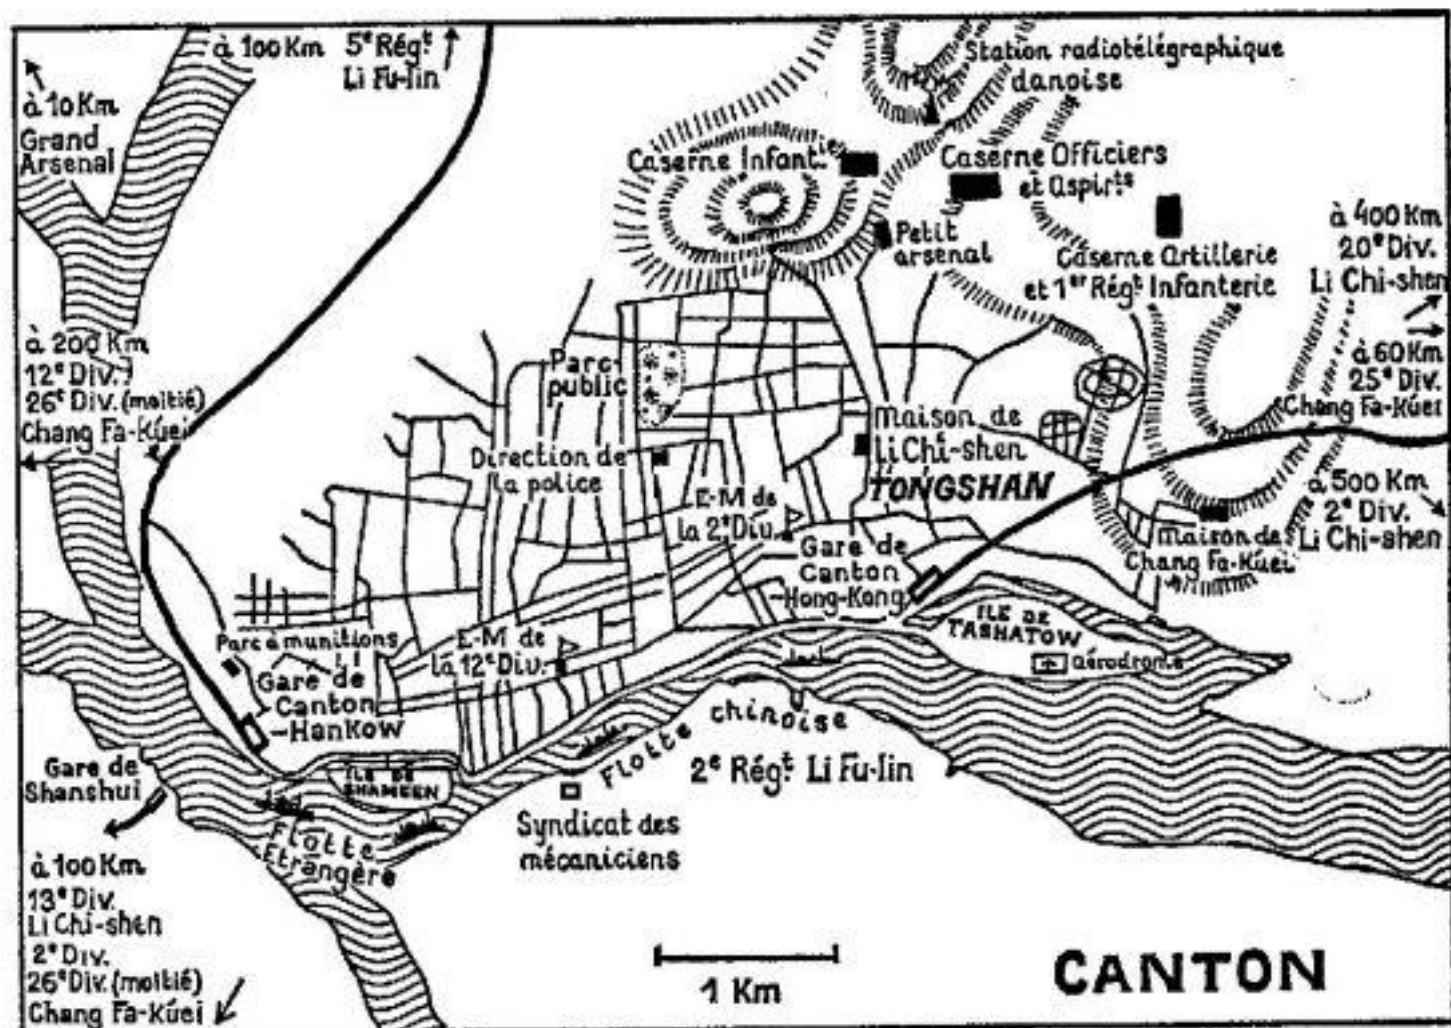 à 100 Km
5e Régt
Li Fu-lin
Station radiotélégraphique
danoise
à 10 Km
Grand
Arsenal
Caserne Infantie
Caserne Officiers
et Aspirts
Petit
arsenal
Caserne Artillerie
et 1er Régt Infanterie
à 400 Km
20e Div.
Li Chi-shen
à 60 Km
25e Div.
Chang Fa-Kúei
à 200 Km
12e Div.
26e Div. (moitié)
Chang Fa-Kúei
Parc
public
Direction de
la police
Maison de
Li Chi-shen
TONGSHAN
E-M de
la 2e Div.
à 500 Km
2e Div.
Li Chi-shen
Maison de
Chang Fa-Kúei
Gare de
Canton
-Hong-Kong
ILE DE
TASHATOW
aérodrome
Parc à munitions
E-M de
la 12e Div.
Gare de
Canton
-Hankow
Gare de
Shanshui
ILE DE
SHAMEEN
Flotte chinoise
2e Régt Li Fu-lin
Flotte
Etrangère
Syndicat des
mécaniciens
à 100 Km
13e Div.
Li Chi-shen
2e Div.
26e Div. (moitié)
Chang Fa-Kúei
1 Km
CANTON